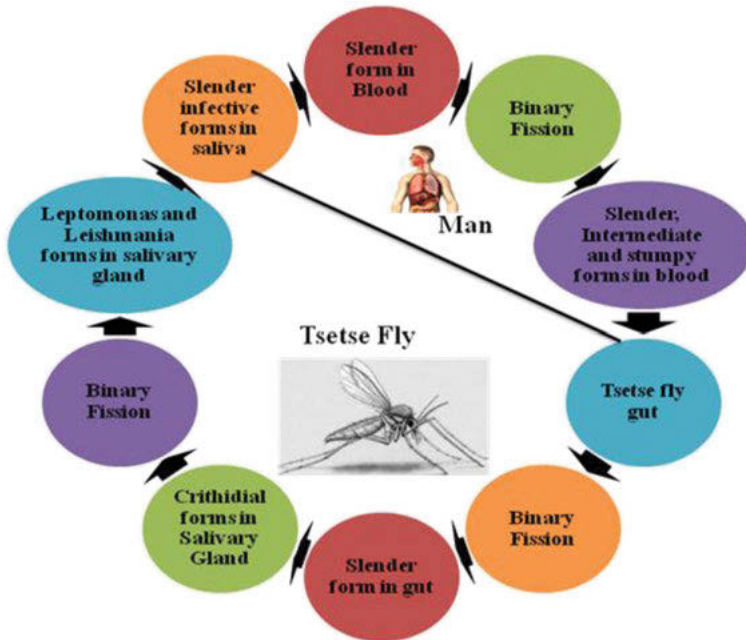 Slender
form in
Blood
Binary
Fission
Slender,
Intermediate
and stumpy
forms in blood
Tsetse fly
gut
Binary
Fission
Slender
form in gut
Crithidial
forms in
Salivary
Gland
Binary
Fission
Leptomonas and
Leishmania
forms in salivary
gland
Slender
infective
forms in
saliva
Man
Tsetse Fly